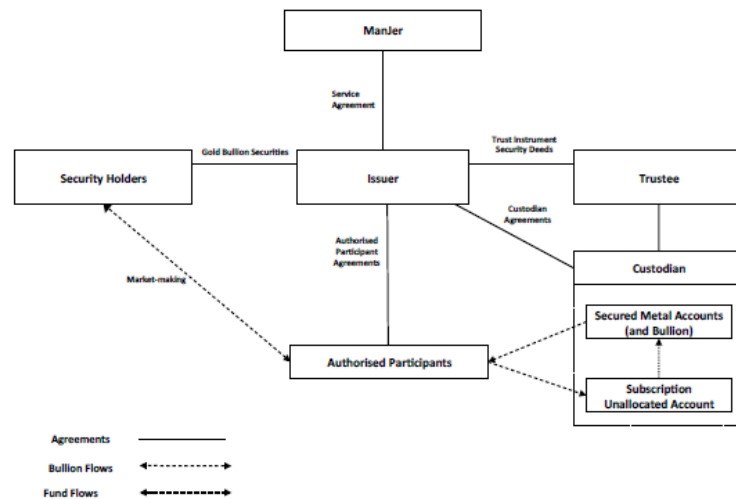 ManJer
Service
Agreement
Gold Bullion Securities
Trust Instrument
Security Deeds
Security Holders
Issuer
Trustee
Custodian
Agreements
Authorised
Participant
Agreements
Custodian
Market-making
Secured Metal Accounts
(and Bullion)
Authorised Participants
Subscription
Unallocated Account
Agreements
Bullion Flows
Fund Flows